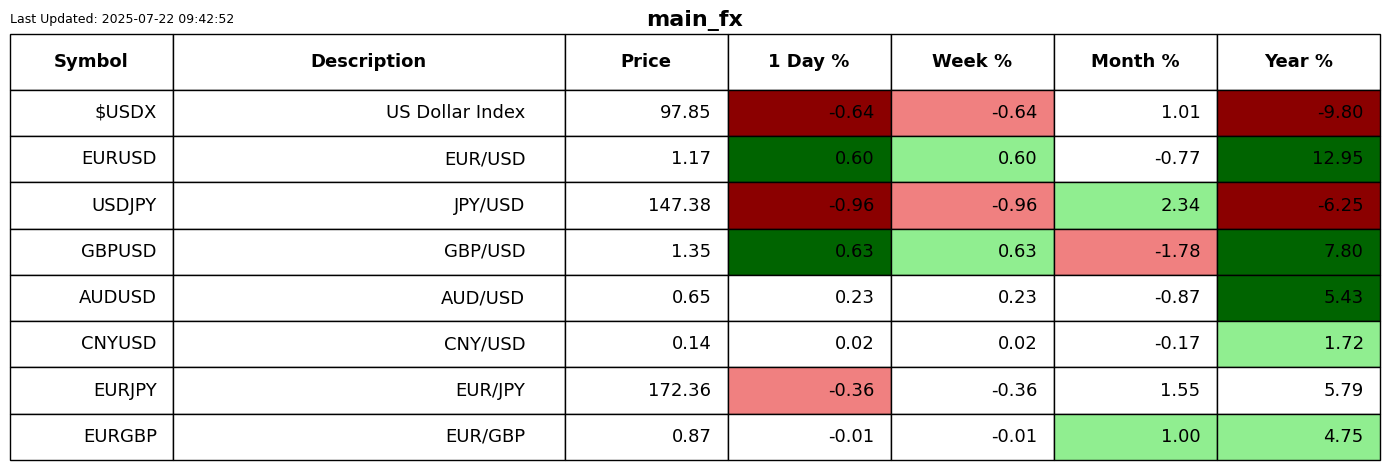 Last Updated: 2025-07-22 09:42:52
main_fx
Symbol Description Price 1 Day % Week % Month % Year %
$USDX US Dollar Index 97.85 -0.64 -0.64 1.01 -9.80
EURUSD EUR/USD 1.17 0.60 0.60 -0.77 12.95
USDJPY JPY/USD 147.38 -0.96 -0.96 2.34 -6.25
GBPUSD GBP/USD 1.35 0.63 0.63 -1.78 7.80
AUDUSD AUD/USD 0.65 0.23 0.23 -0.87 5.43
CNYUSD CNY/USD 0.14 0.02 0.02 -0.17 1.72
EURJPY EUR/JPY 172.36 -0.36 -0.36 1.55 5.79
EURGBP EUR/GBP 0.87 -0.01 -0.01 1.00 4.75